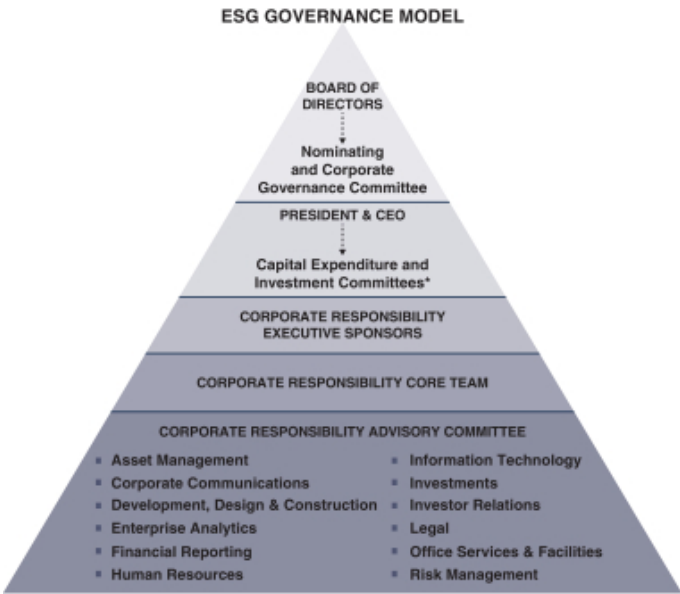 ESG GOVERNANCE MODEL
BOARD OF
DIRECTORS
Nominating
and Corporate
Governance Committee
PRESIDENT & CEO
Capital Expenditure and
Investment Committees*
CORPORATE RESPONSIBILITY
EXECUTIVE SPONSORS
CORPORATE RESPONSIBILITY CORE TEAM
CORPORATE RESPONSIBILITY ADVISORY COMMITTEE
Asset Management
Corporate Communications
Development, Design & Construction
Enterprise Analytics
Financial Reporting
Human Resources
Information Technology
Investments
Investor Relations
Legal
Office Services & Facilities
Risk Management